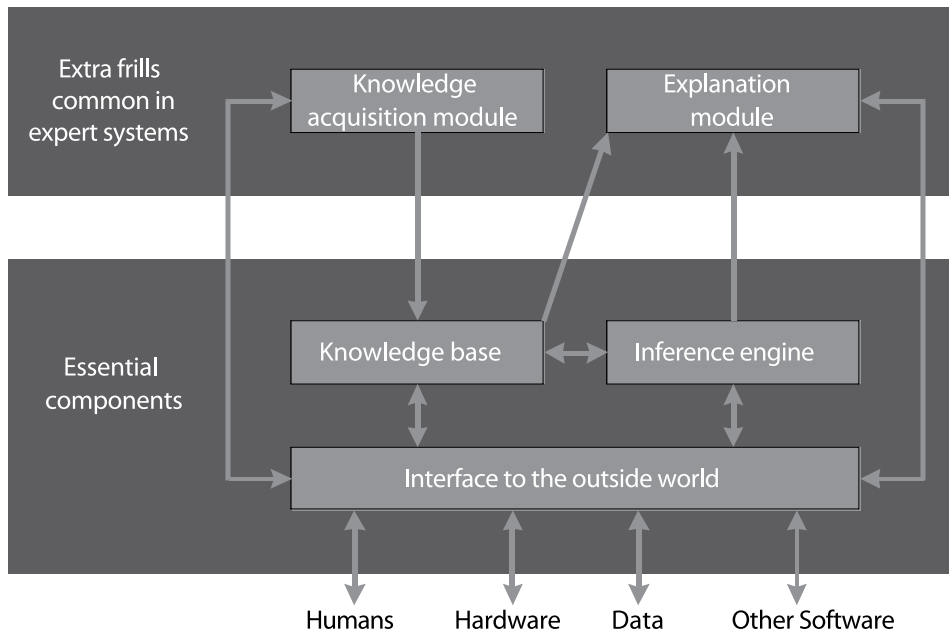 Extra frills
common in
expert systems
Knowledge
acquisition module
Explanation
module
Essential
components
Knowledge base
Inference engine
Interface to the outside world
Humans
Hardware
Data
Other Software